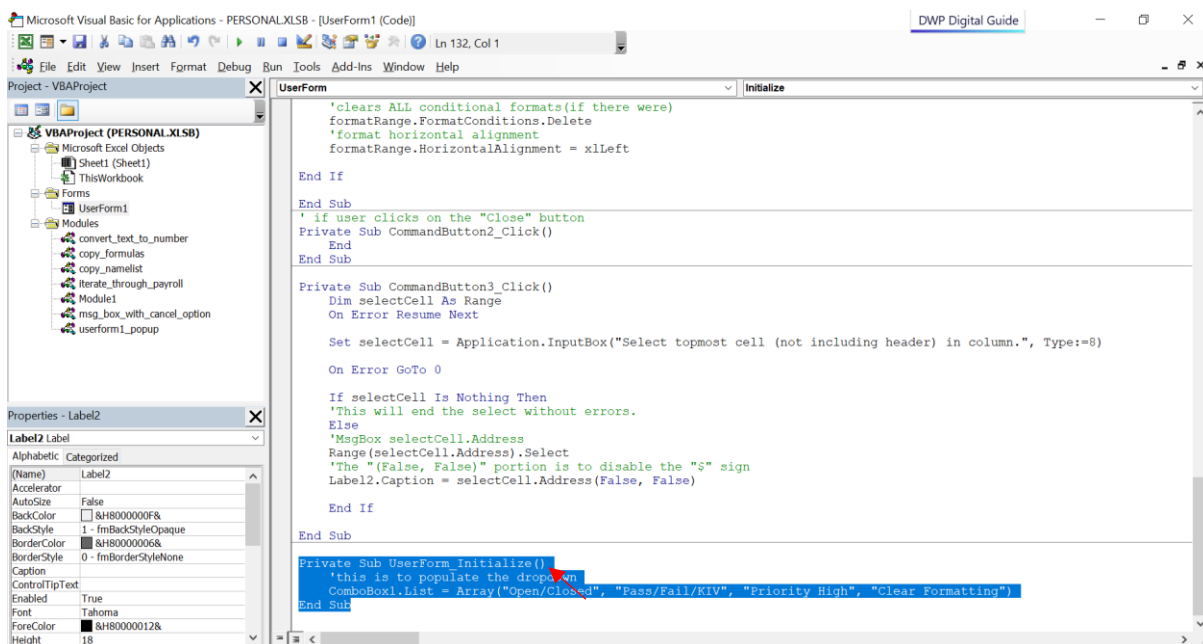 Microsoft Visual Basic for Applications - PERSONAL.XLSB - [UserForm1 (Code)]
DWP Digital Guide
Ln 132, Col 1
File Edit View Insert Format Debug Run Tools Add-Ins Window Help
Project - VBAProject
VBAProject (PERSONAL.XLSB)
Microsoft Excel Objects
Sheet1 (Sheet1)
ThisWorkbook
Forms
UserForm1
Modules
convert_text_to_number
copy_formulas
copy_namelist
iterate_through_payroll
Module1
msg_box_with_cancel_option
userform1_popup
Properties - Label2
Label2 Label
Alphabetic Categorized
(Name) Label2
Accelerator
AutoSize False
BackColor &H8000000F&
BackStyle 1 - fmBackStyleOpaque
BorderColor &H80000006&
BorderStyle 0 - fmBorderStyleNone
Caption
ControlTipText
Enabled True
Font Tahoma
ForeColor &H80000012&
Height 18
UserForm Initialize
'clears ALL conditional formats(if there were)
formatRange.FormatConditions.Delete
'format horizontal alignment
formatRange.HorizontalAlignment = xlLeft
End If
End Sub
' if user clicks on the "Close" button
Private Sub CommandButton2_Click()
End
End Sub
Private Sub CommandButton3_Click()
Dim selectCell As Range
On Error Resume Next
Set selectCell = Application.InputBox("Select topmost cell (not including header) in column.", Type:=8)
On Error GoTo 0
If selectCell Is Nothing Then
'This will end the select without errors.
Else
'MsgBox selectCell.Address
Range(selectCell.Address).Select
'The "(False, False)" portion is to disable the "$" sign
Label2.Caption = selectCell.Address(False, False)
End If
End Sub
Private Sub UserForm_Initialize()
'this is to populate the dropdown
ComboBox1.List = Array("Open/Closed", "Pass/Fail/KIV", "Priority High", "Clear Formatting")
End Sub